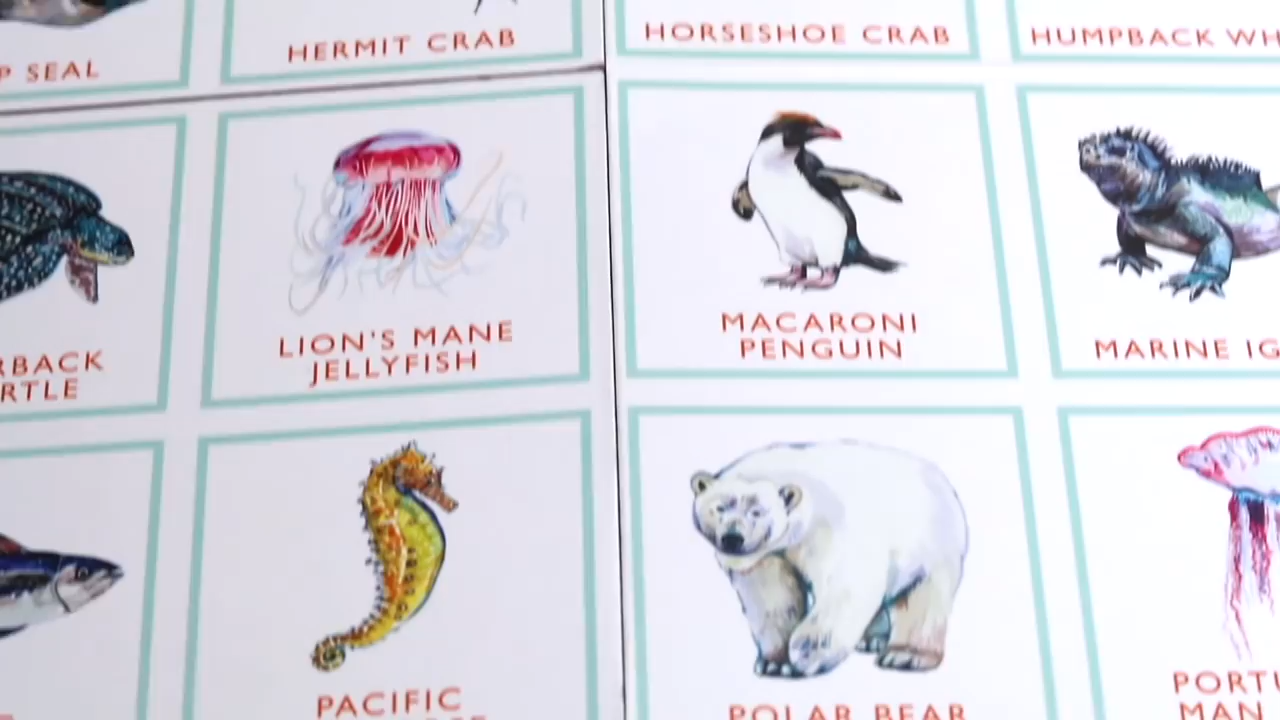 P SEAL
HERMIT CRAB
HORSESHOE CRAB
HUMPBACK WH
RBACK
RTLE
LION'S MANE
JELLYFISH
MACARONI
PENGUIN
MARINE IG
PACIFIC
POLAR BEAR
PORTU
MAN